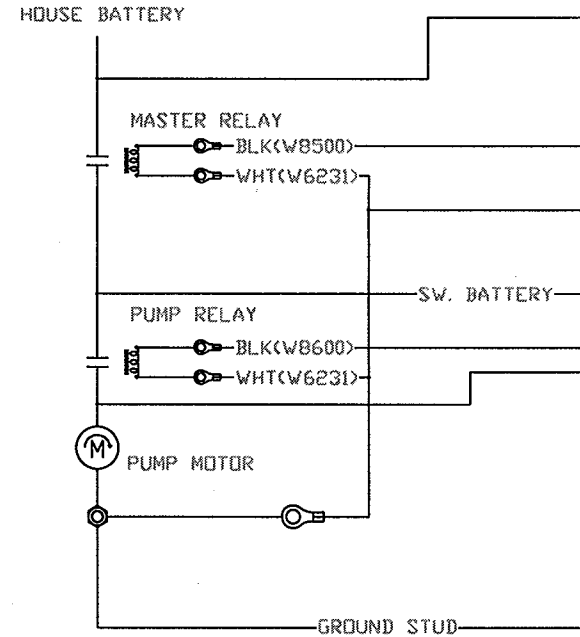 HOUSE BATTERY
MASTER RELAY
BLK(W8500)
WHT(W6231)
SW. BATTERY
PUMP RELAY
BLK(W8600)
WHT(W6231)
M
PUMP MOTOR
GROUND STUD